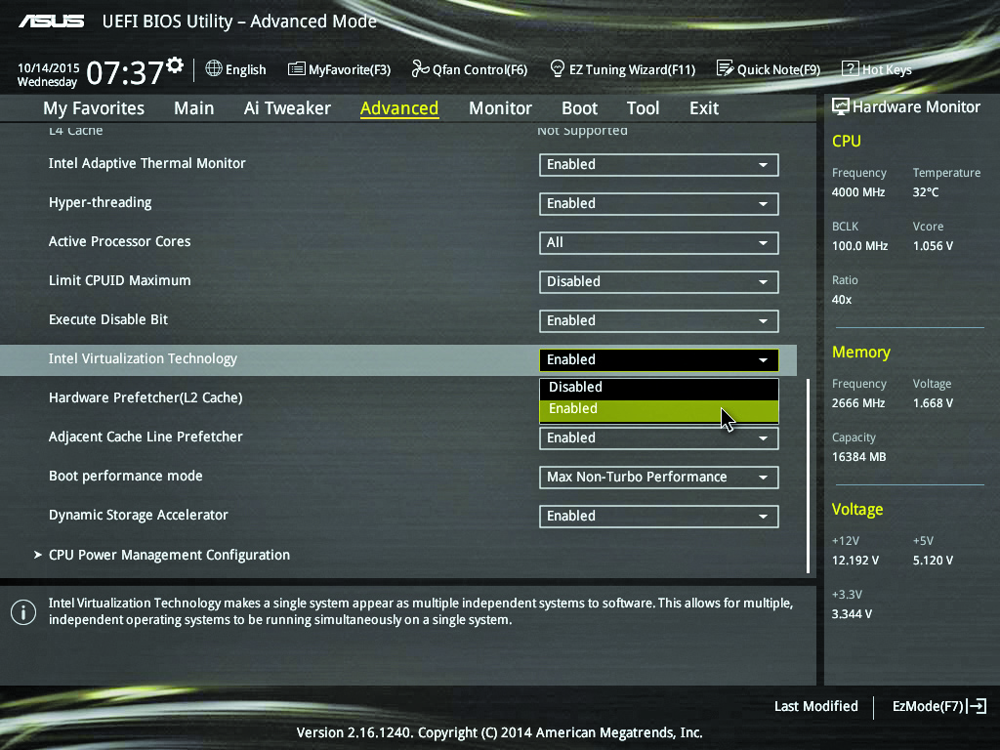 ASUS UEFI BIOS Utility – Advanced Mode
10/14/2015
Wednesday
07:37
English
MyFavorite(F3)
Qfan Control(F6)
EZ Tuning Wizard(F11)
Quick Note(F9)
? Hot Keys
My Favorites Main Ai Tweaker Advanced Monitor Boot Tool Exit
L4 Cache Not Supported
Intel Adaptive Thermal Monitor Enabled
Hyper-threading Enabled
Active Processor Cores All
Limit CPUID Maximum Disabled
Execute Disable Bit Enabled
Intel Virtualization Technology Enabled
Disabled
Hardware Prefetcher(L2 Cache) Enabled
Adjacent Cache Line Prefetcher Enabled
Boot performance mode Max Non-Turbo Performance
Dynamic Storage Accelerator Enabled
CPU Power Management Configuration
Intel Virtualization Technology makes a single system appear as multiple independent systems to software. This allows for multiple,
independent operating systems to be running simultaneously on a single system.
Hardware Monitor
CPU
Frequency Temperature
4000 MHz 32°C
BCLK Vcore
100.0 MHz 1.056 V
Ratio
40x
Memory
Frequency Voltage
2666 MHz 1.668 V
Capacity
16384 MB
Voltage
+12V +5V
12.192 V 5.120 V
+3.3V
3.344 V
Last Modified EzMode(F7)
Version 2.16.1240. Copyright (C) 2014 American Megatrends, Inc.